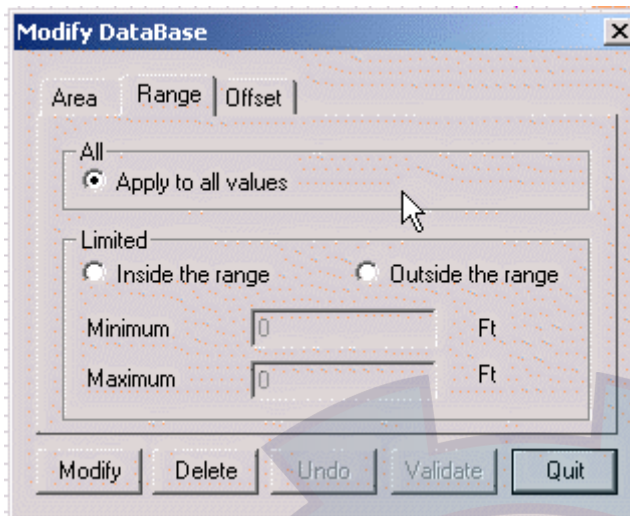 Modify DataBase
Area Range Offset
All
Apply to all values
Limited
Inside the range Outside the range
Minimum 0 Ft
Maximum 0 Ft
Modify Delete Undo Validate Quit